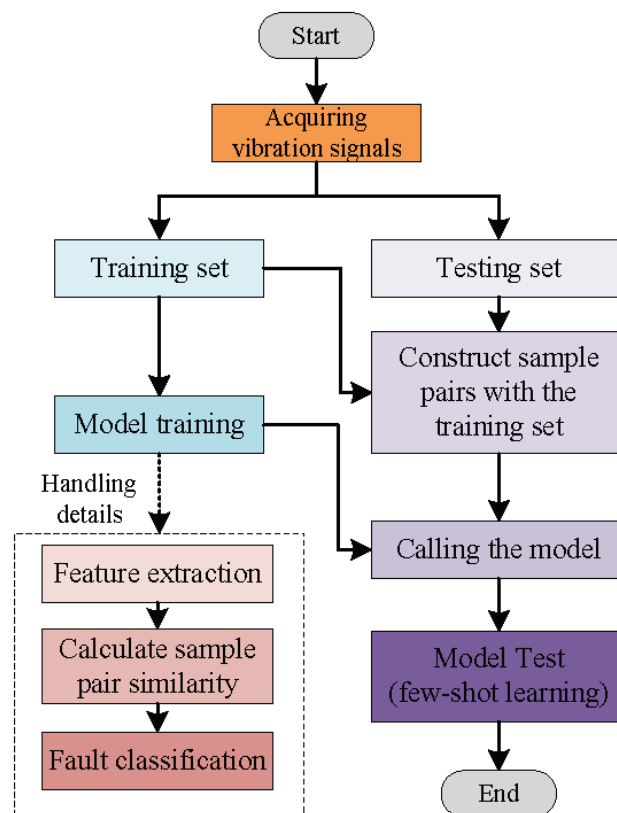 Start
Acquiring
vibration signals
Training set
Testing set
Construct sample
pairs with the
training set
Model training
Handling
details
Calling the model
Feature extraction
Calculate sample
pair similarity
Model Test
(few-shot learning)
Fault classification
End